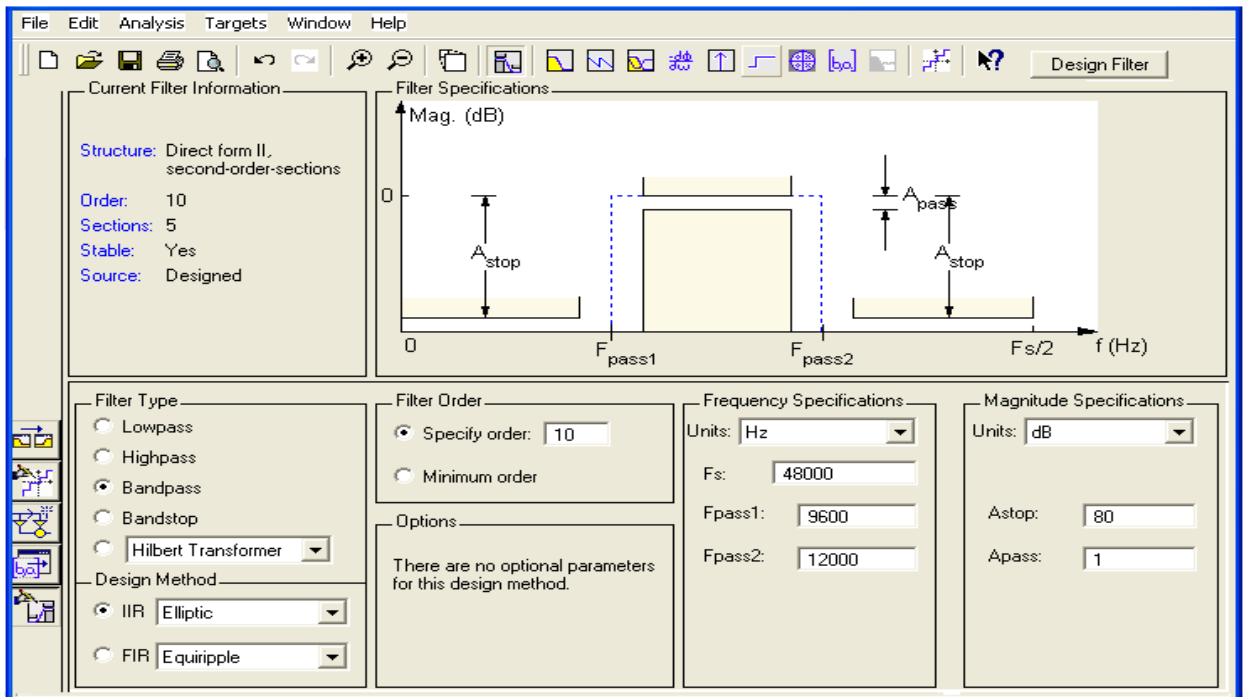 File Edit Analysis Targets Window Help
[b,a]
Design Filter
Current Filter Information
Structure: Direct form II,
second-order-sections
Order: 10
Sections: 5
Stable: Yes
Source: Designed
Filter Specifications
Mag. (dB)
0
Astop
Apass
Astop
0
Fpass1
Fpass2
Fs/2
f (Hz)
Filter Type
Lowpass
Highpass
Bandpass
Bandstop
Hilbert Transformer
Design Method
IIR Elliptic
FIR Equiripple
Filter Order
Specify order: 10
Minimum order
Options
There are no optional parameters
for this design method.
Frequency Specifications
Units: Hz
Fs: 48000
Fpass1: 9600
Fpass2: 12000
Magnitude Specifications
Units: dB
Astop: 80
Apass: 1